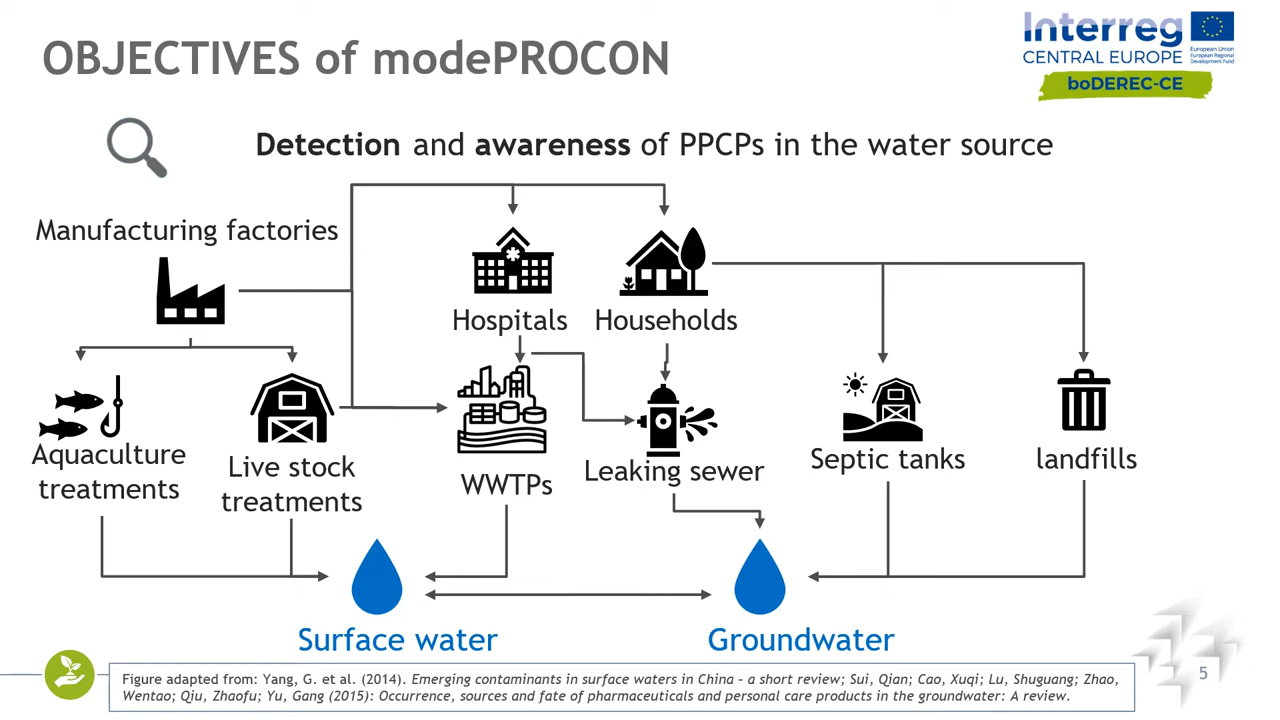 OBJECTIVES of modePROCON
Interreg
CENTRAL EUROPE
European Union
European Regional
Development Fund
boDEREC-CE
Detection and awareness of PPCPs in the water source
Manufacturing factories
Hospitals
Households
Aquaculture
treatments
Live stock
treatments
WWTPs
Leaking sewer
Septic tanks
landfills
Surface water
Groundwater
Figure adapted from: Yang, G. et al. (2014). Emerging contaminants in surface waters in China – a short review; Sui, Qian; Cao, Xuqi; Lu, Shuguang; Zhao,
Wentao; Qiu, Zhaofu; Yu, Gang (2015): Occurrence, sources and fate of pharmaceuticals and personal care products in the groundwater: A review.
5